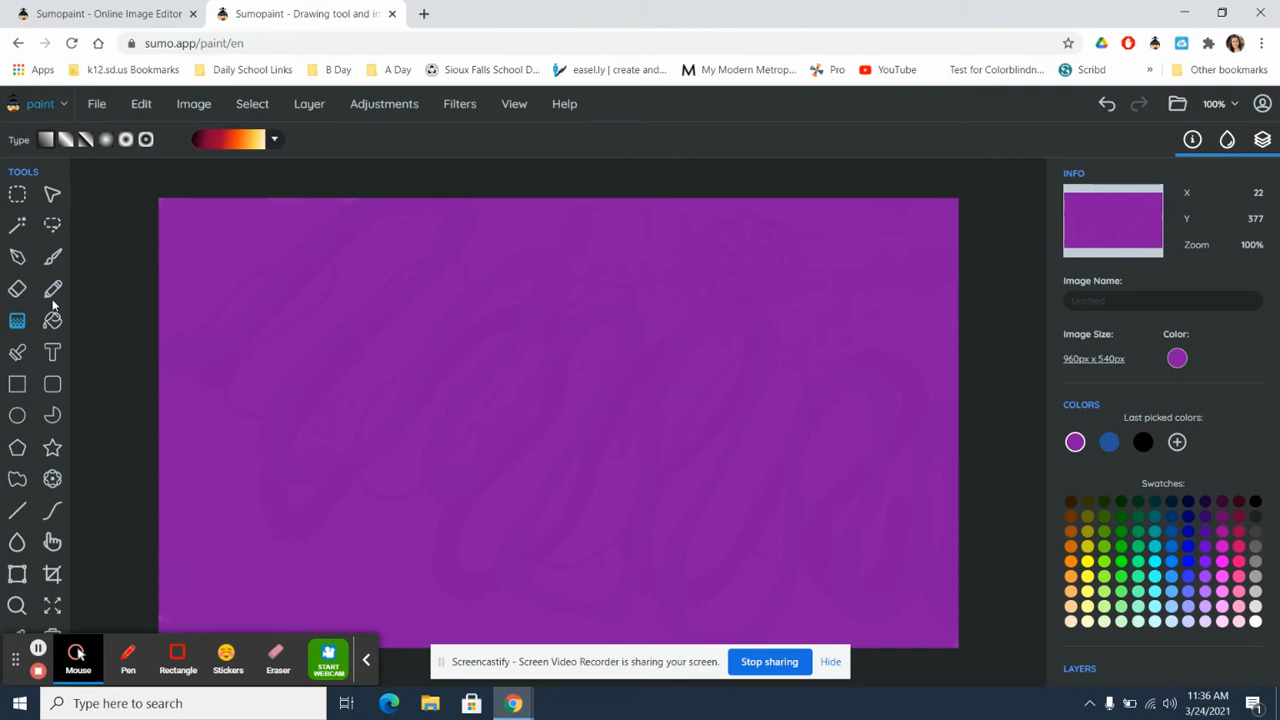 Sumopaint - Online Image Editor
Sumopaint - Drawing tool and in
sumo.app/paint/en
Apps
k12.sd.us Bookmarks
Daily School Links
B Day
A Day
Sioux Falls School D...
easel.ly | create and...
My Modern Metrop...
Pro
YouTube
Test for Colorblindn...
Scribd
»
Other bookmarks
paint
File
Edit
Image
Select
Layer
Adjustments
Filters
View
Help
100%
Type
TOOLS
INFO
X 22
Y 377
Zoom 100%
Image Name:
Untitled
Image Size:
Color:
960px x 540px
COLORS
Last picked colors:
Swatches:
LAYERS
Mouse
Pen
Rectangle
Stickers
Eraser
START
WEBCAM
Screencastify - Screen Video Recorder is sharing your screen.
Stop sharing
Hide
Type here to search
11:36 AM
3/24/2021
1